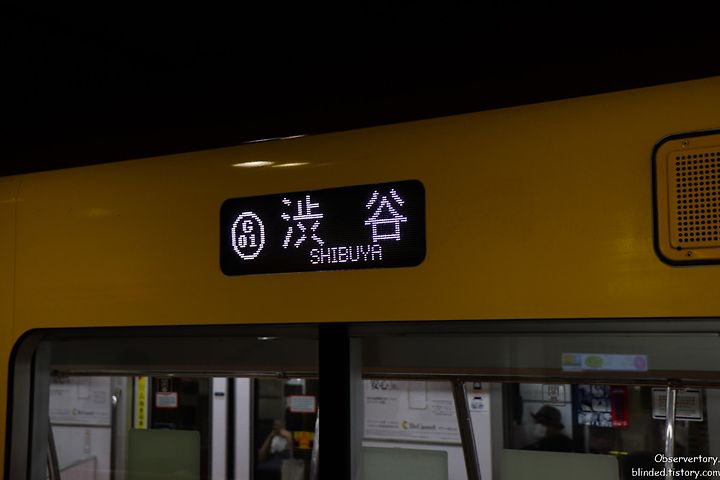 G
01
渋谷
SHIBUYA
Observertory.
blinded.tistory.com